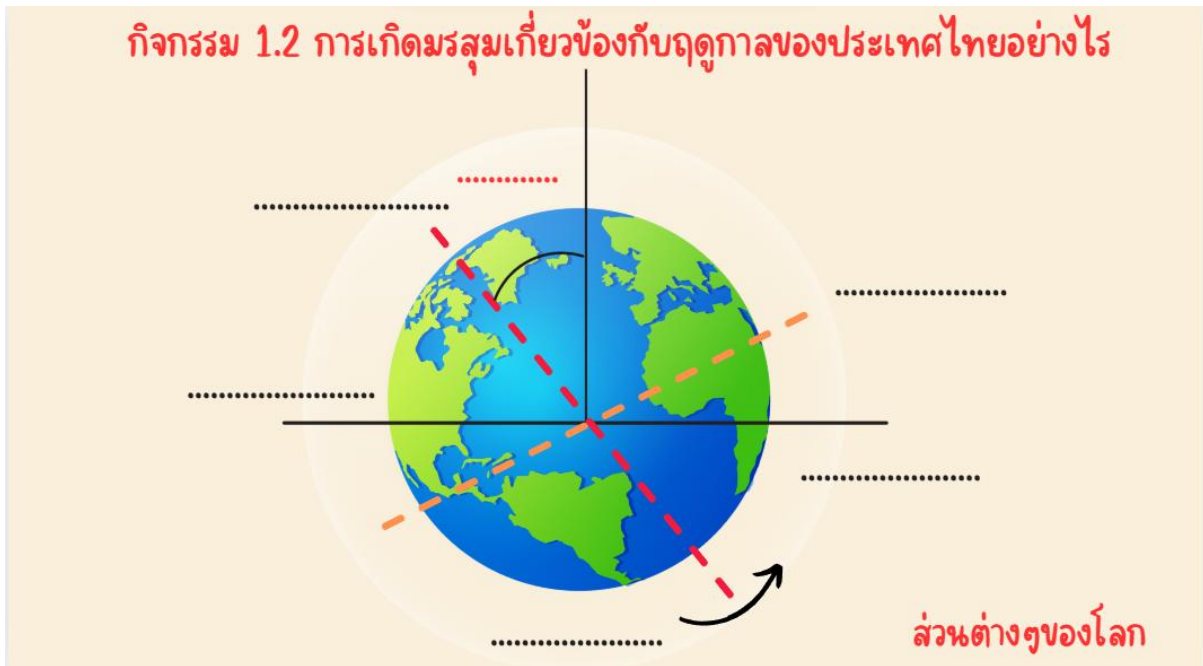 กิจกรรม 1.2 การเกิดมรสุมเกี่ยวข้องกับฤดูกาลของประเทศไทยอย่างไร
ส่วนต่างๆของโลก